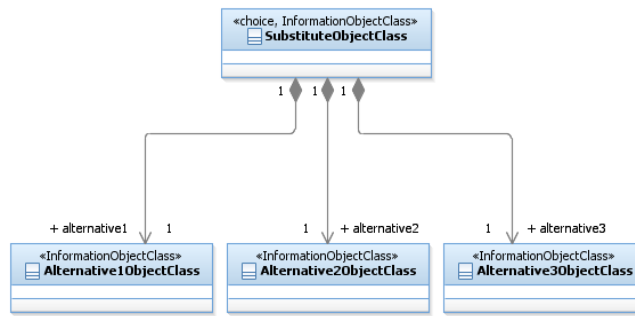 «choice, InformationObjectClass»
SubstituteObjectClass
1 1 1
+ alternative1 1 1 + alternative2 1 + alternative3
«InformationObjectClass» «InformationObjectClass» «InformationObjectClass»
Alternative1ObjectClass Alternative2ObjectClass Alternative3ObjectClass